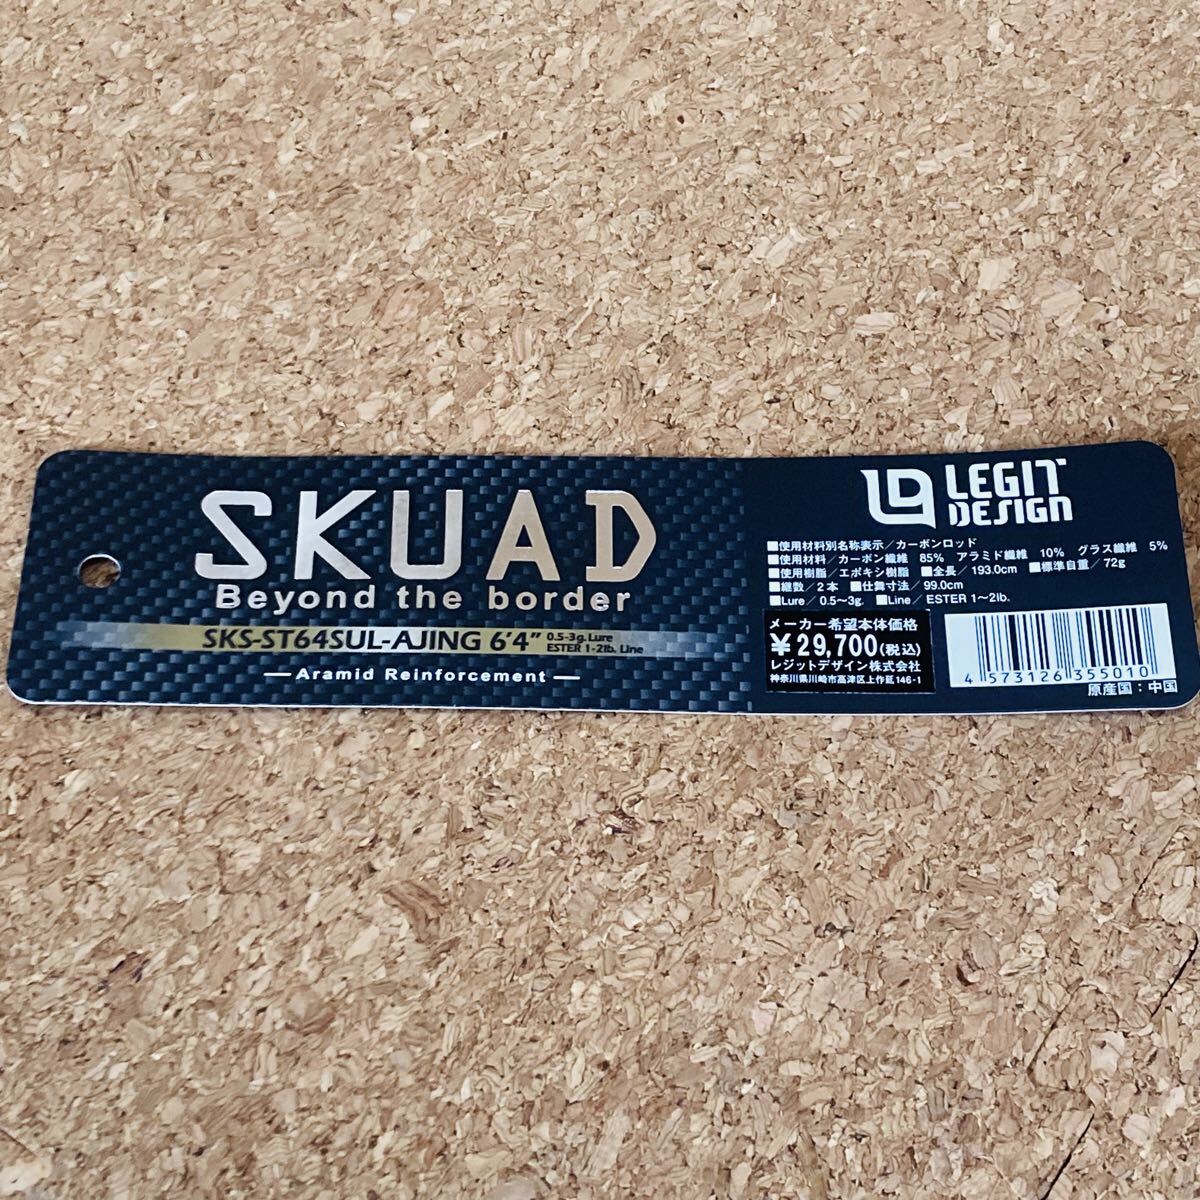 SKUAD
Beyond the border
SKS-ST64SUL-AJING 6'4" 0.5-3g. Lure
ESTER 1-2lb. Line
— Aramid Reinforcement —
LEGIT
DESIGN
■使用材料別名称表示／カーボンロッド
■使用材料／カーボン繊維 85% アラミド繊維 10% グラス繊維 5%
■使用樹脂／エポキシ樹脂 ■全長／193.0cm ■標準自重／72g
■継数／2本 ■仕舞寸法／99.0cm
■Lure／0.5〜3g. ■Line／ESTER 1〜2lb.
メーカー希望本体価格
¥29,700(税込)
レジットデザイン株式会社
神奈川県川崎市高津区上作延146-1
4 573126 355010
原産国：中国